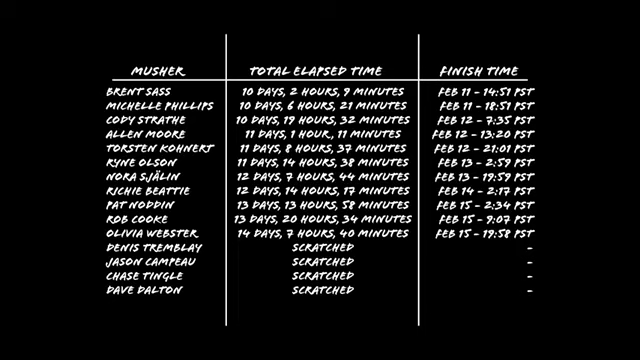 MUSHER TOTAL ELAPSED TIME FINISH TIME
BRENT SASS 10 DAYS, 2 HOURS, 9 MINUTES FEB 11 - 14:51 PST
MICHELLE PHILLIPS 10 DAYS, 6 HOURS, 21 MINUTES FEB 11 - 18:51 PST
CODY STRATHE 10 DAYS, 19 HOURS, 32 MINUTES FEB 12 - 7:35 PST
ALLEN MOORE 11 DAYS, 1 HOUR, 11 MINUTES FEB 12 - 13:20 PST
TORSTEN KOHNERT 11 DAYS, 8 HOURS, 37 MINUTES FEB 12 - 21:01 PST
RYNE OLSON 11 DAYS, 14 HOURS, 38 MINUTES FEB 13 - 2:59 PST
NORA SJÄLIN 12 DAYS, 7 HOURS, 44 MINUTES FEB 13 - 19:59 PST
RICHIE BEATTIE 12 DAYS, 14 HOURS, 17 MINUTES FEB 14 - 2:17 PST
PAT NODDIN 13 DAYS, 13 HOURS, 58 MINUTES FEB 15 - 2:34 PST
ROB COOKE 13 DAYS, 20 HOURS, 34 MINUTES FEB 15 - 9:07 PST
OLIVIA WEBSTER 14 DAYS, 7 HOURS, 40 MINUTES FEB 15 - 19:58 PST
DENIS TREMBLAY SCRATCHED -
JASON CAMPEAU SCRATCHED -
CHASE TINGLE SCRATCHED -
DAVE DALTON SCRATCHED -